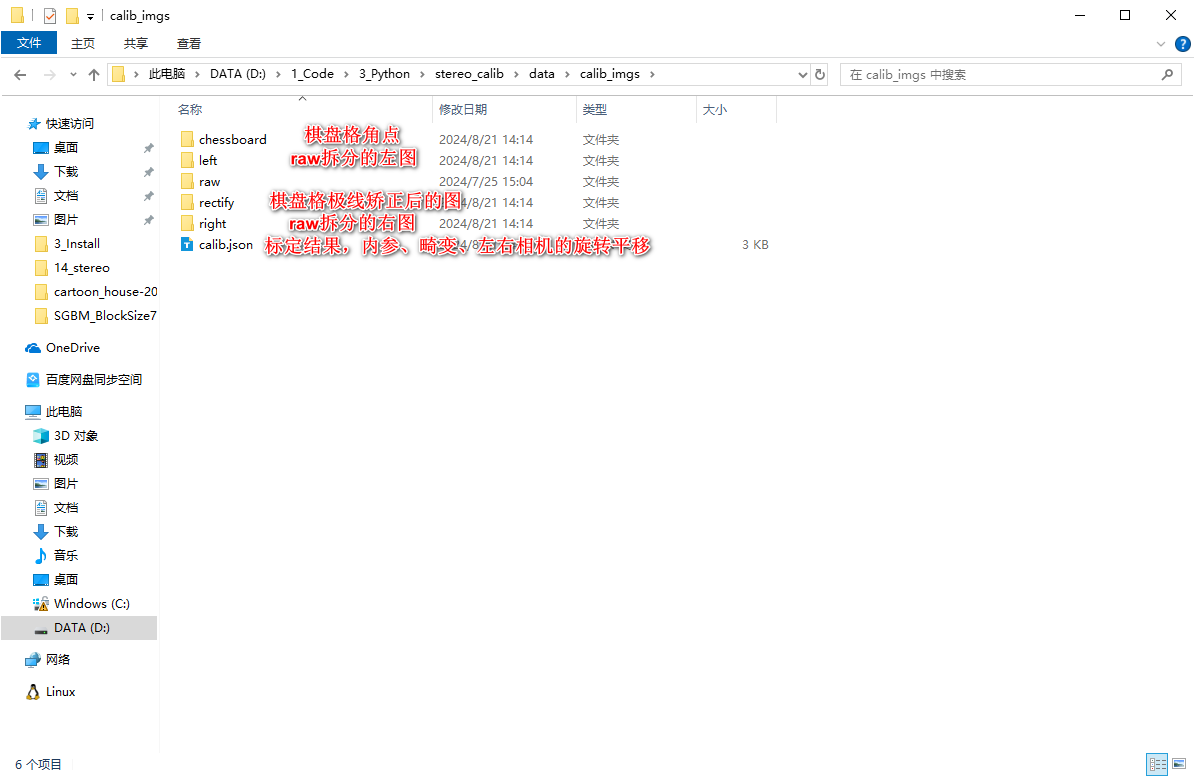 calib_imgs
文件 主页 共享 查看
此电脑 DATA (D:) 1_Code 3_Python stereo_calib data calib_imgs 在 calib_imgs 中搜索
快速访问
桌面
下载
文档
图片
3_Install
14_stereo
cartoon_house-20
SGBM_BlockSize7
OneDrive
百度网盘同步空间
此电脑
3D 对象
视频
图片
文档
下载
音乐
桌面
Windows (C:)
DATA (D:)
网络
Linux
名称 修改日期 类型 大小
chessboard 棋盘格角点 2024/8/21 14:14 文件夹
left raw拆分的左图 2024/8/21 14:14 文件夹
raw 2024/7/25 15:04 文件夹
rectify 棋盘格极线矫正后的图 /8/21 14:14 文件夹
right raw拆分的右图 2024/8/21 14:14 文件夹
calib.json 标定结果，内参、畸变、左右相机的旋转平移 3 KB
6 个项目